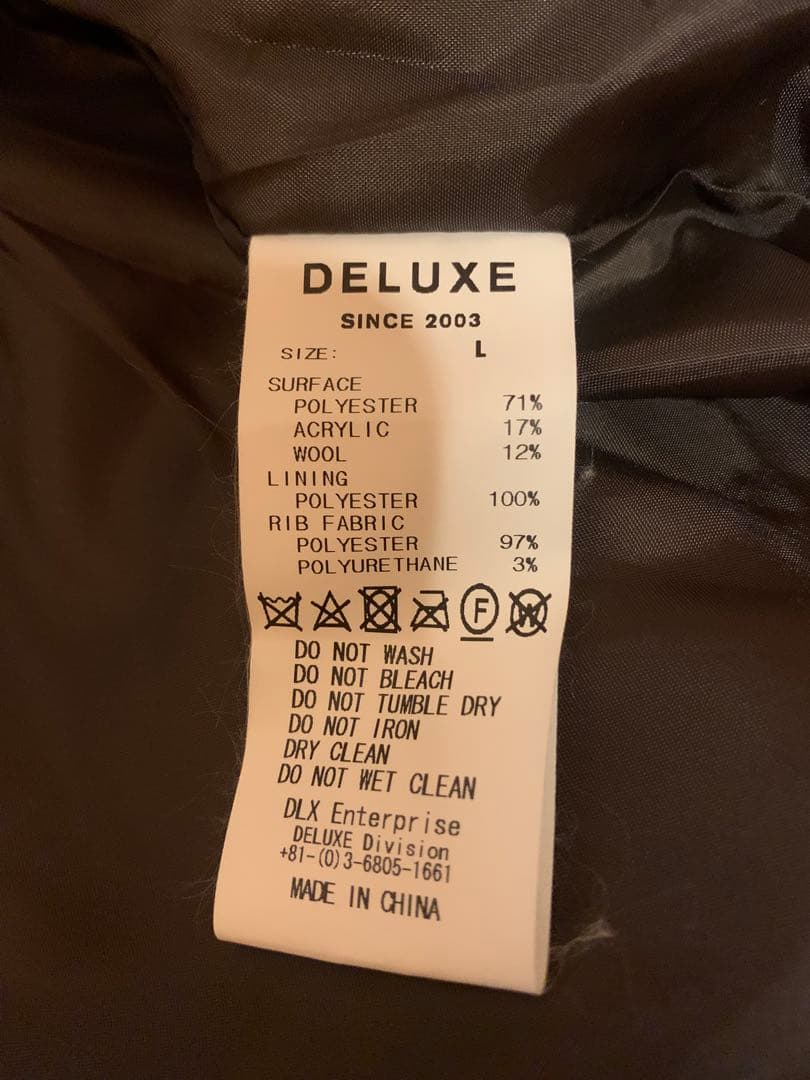 DELUXE
SINCE 2003
SIZE: L
SURFACE
POLYESTER 71%
ACRYLIC 17%
WOOL 12%
LINING
POLYESTER 100%
RIB FABRIC
POLYESTER 97%
POLYURETHANE 3%
F W
DO NOT WASH
DO NOT BLEACH
DO NOT TUMBLE DRY
DO NOT IRON
DRY CLEAN
DO NOT WET CLEAN
DLX Enterprise
DELUXE Division
+81-(0)3-6805-1661
MADE IN CHINA